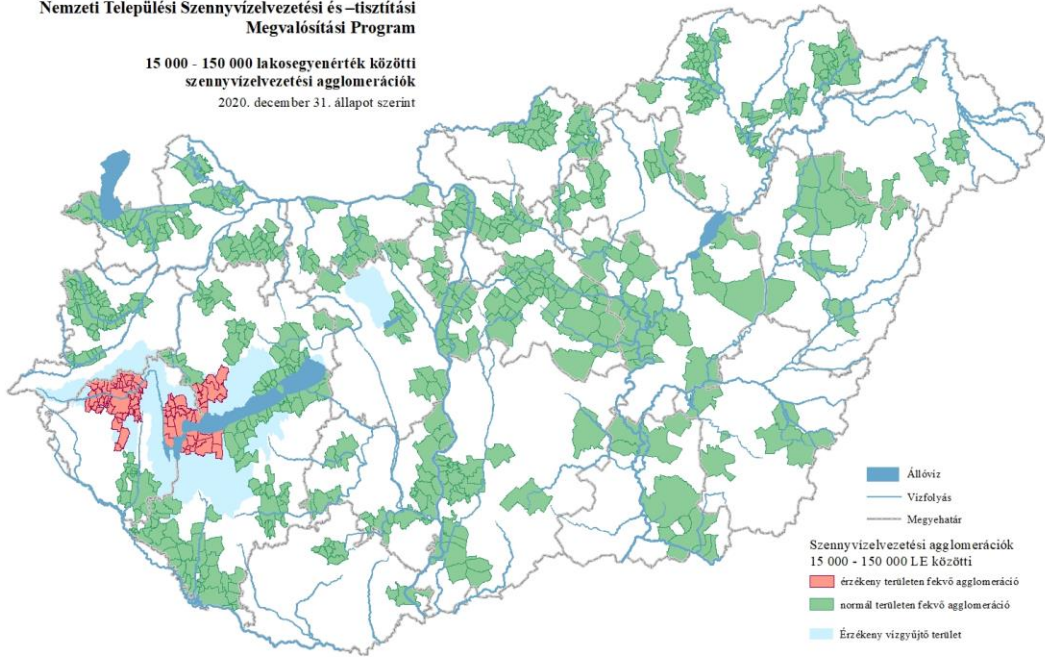 Nemzeti Települési Szennyvízelvezetési és –tisztítási
Megvalósítási Program
15 000 - 150 000 lakosegyenérték közötti
szennyvízelvezetési agglomerációk
2020. december 31. állapot szerint
Állóvíz
Vízfolyás
Megyehatár
Szennyvízelvezetési agglomerációk
15 000 - 150 000 LE közötti
érzékeny területen fekvő agglomeráció
normál területen fekvő agglomeráció
Érzékeny vízgyűjtő terület